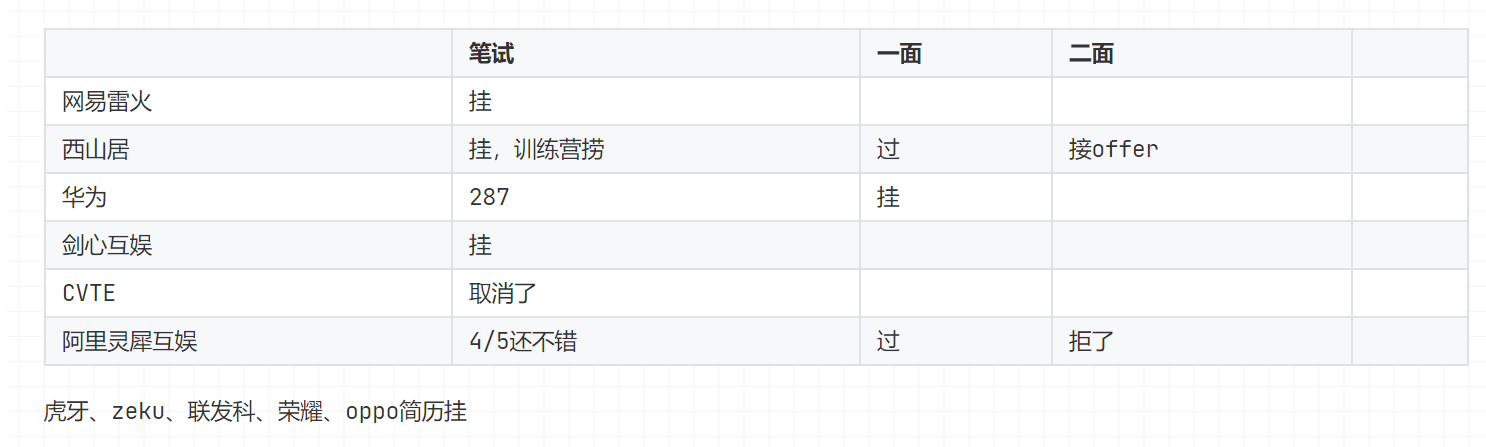 笔试 一面 二面
网易雷火 挂
西山居 挂，训练营捞 过 接offer
华为 287 挂
剑心互娱 挂
CVTE 取消了
阿里灵犀互娱 4/5还不错 过 拒了
虎牙、zeku、联发科、荣耀、oppo简历挂